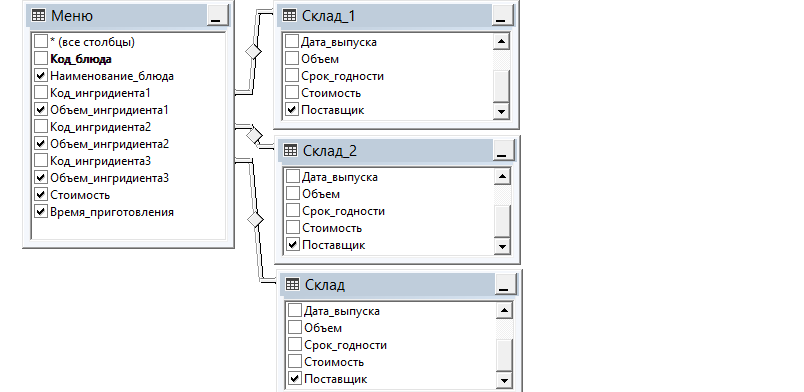 Меню
* (все столбцы)
Код_блюда
Наименование_блюда
Код_ингридиента1
Объем_ингридиента1
Код_ингридиента2
Объем_ингридиента2
Код_ингридиента3
Объем_ингридиента3
Стоимость
Время_приготовления
Склад_1
Дата_выпуска
Объем
Срок_годности
Стоимость
Поставщик
Склад_2
Дата_выпуска
Объем
Срок_годности
Стоимость
Поставщик
Склад
Дата_выпуска
Объем
Срок_годности
Стоимость
Поставщик